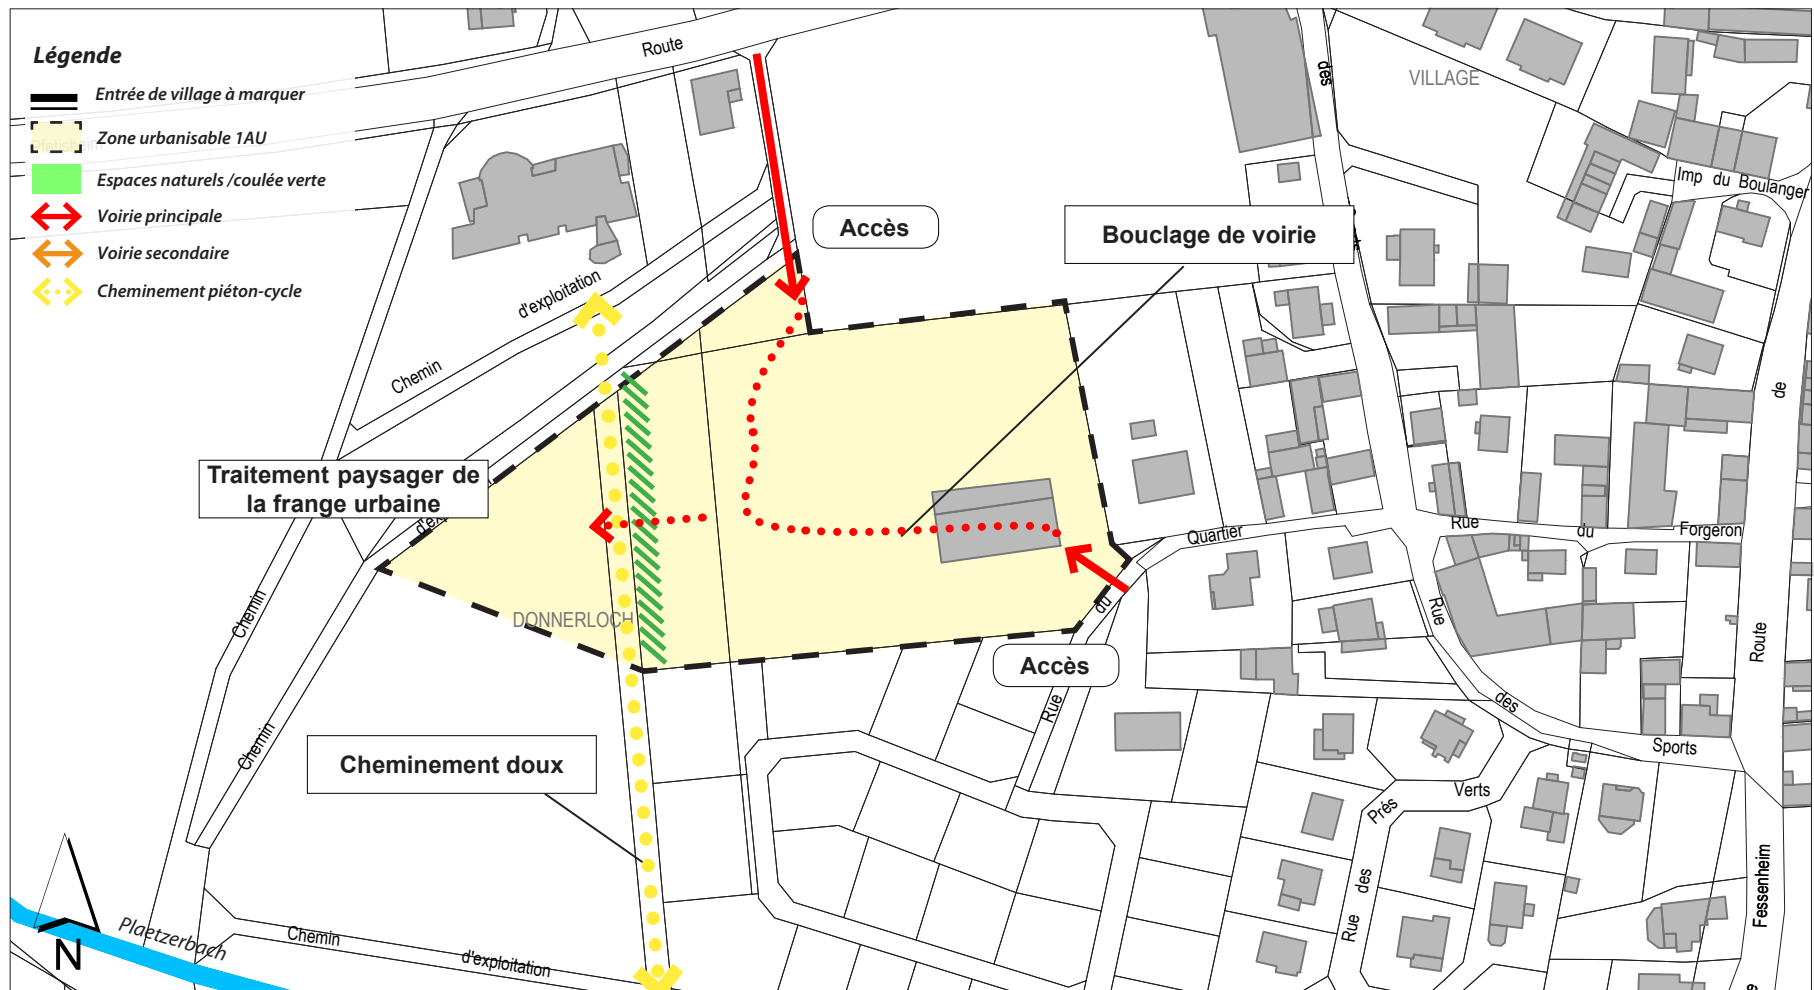 Légende
Entrée de village à marquer
Zone urbanisable 1AU
Espaces naturels /coulée verte
Voirie principale
Voirie secondaire
Cheminement piéton-cycle
Route
des
VILLAGE
Imp du Boulanger
Accès
Bouclage de voirie
d'exploitation
Chemin
de
Traitement paysager de
la frange urbaine
Quartier
Rue
du
Forgeron
Chemin
DONNERLOCH
du
Rue
Route
Accès
Rue
des
Chemin
Sports
Cheminement doux
Verts
Prés
des
Rue
Fessenheim
Plaetzerbach
Chemin
d'exploitation
N